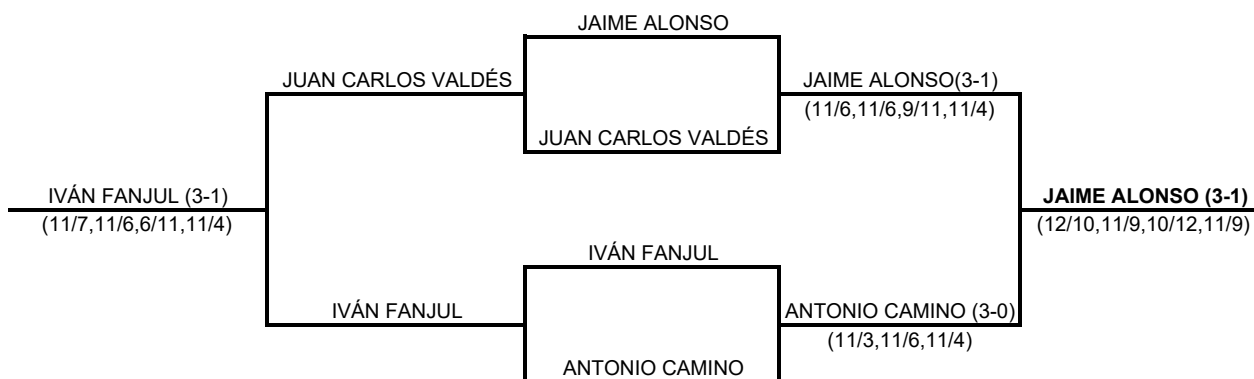 JAIME ALONSO
JUAN CARLOS VALDÉS
JAIME ALONSO(3-1)
(11/6,11/6,9/11,11/4)
JUAN CARLOS VALDÉS
IVÁN FANJUL (3-1)
JAIME ALONSO (3-1)
(11/7,11/6,6/11,11/4)
(12/10,11/9,10/12,11/9)
IVÁN FANJUL
IVÁN FANJUL
ANTONIO CAMINO (3-0)
(11/3,11/6,11/4)
ANTONIO CAMINO